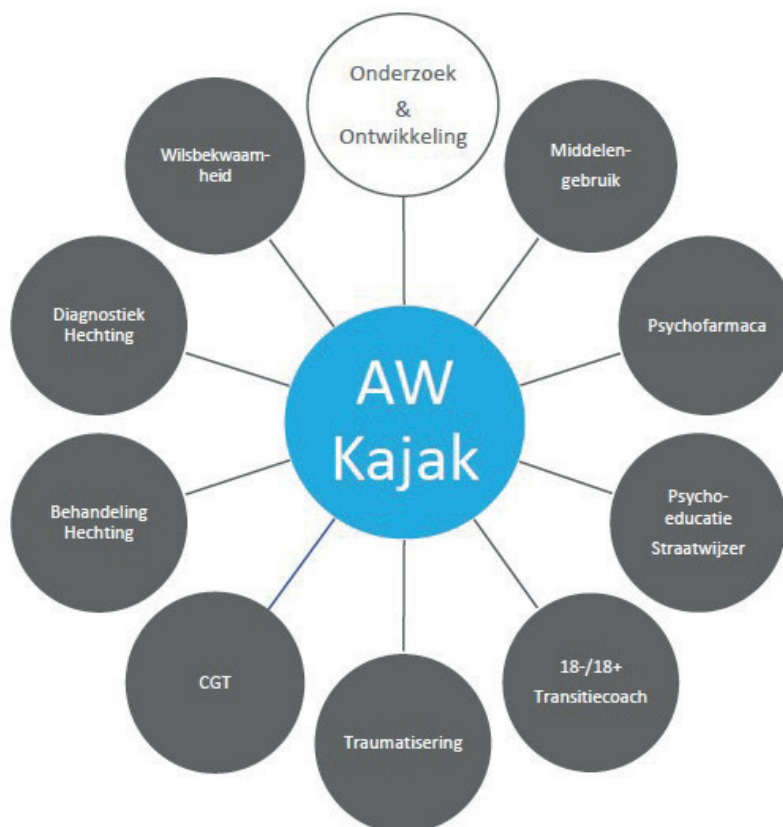 Onderzoek
&
Ontwikkeling
Middelen-
gebruik
Psychofarmaca
Psycho-
educatie
Straatwijzer
18-/18+
Transitiecoach
Traumatisering
CGT
Behandeling
Hechting
Diagnostiek
Hechting
Wilsbekwaam-
heid
AW
Kajak